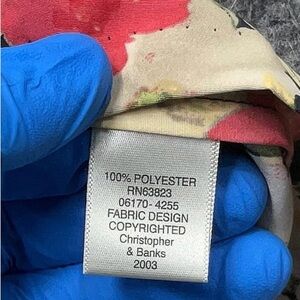 100% POLYESTER
RN63823
06170- 4255
FABRIC DESIGN
COPYRIGHTED
Christopher
& Banks
2003